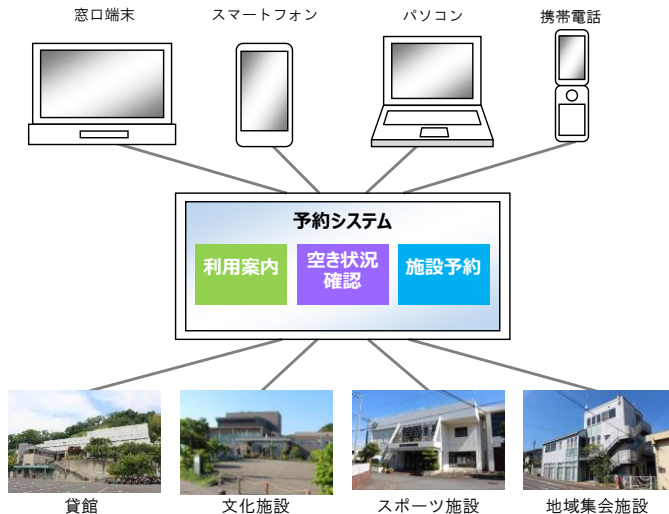 窓口端末
スマートフォン
パソコン
携帯電話
予約システム
利用案内
空き状況
確認
施設予約
貸館
文化施設
スポーツ施設
地域集会施設